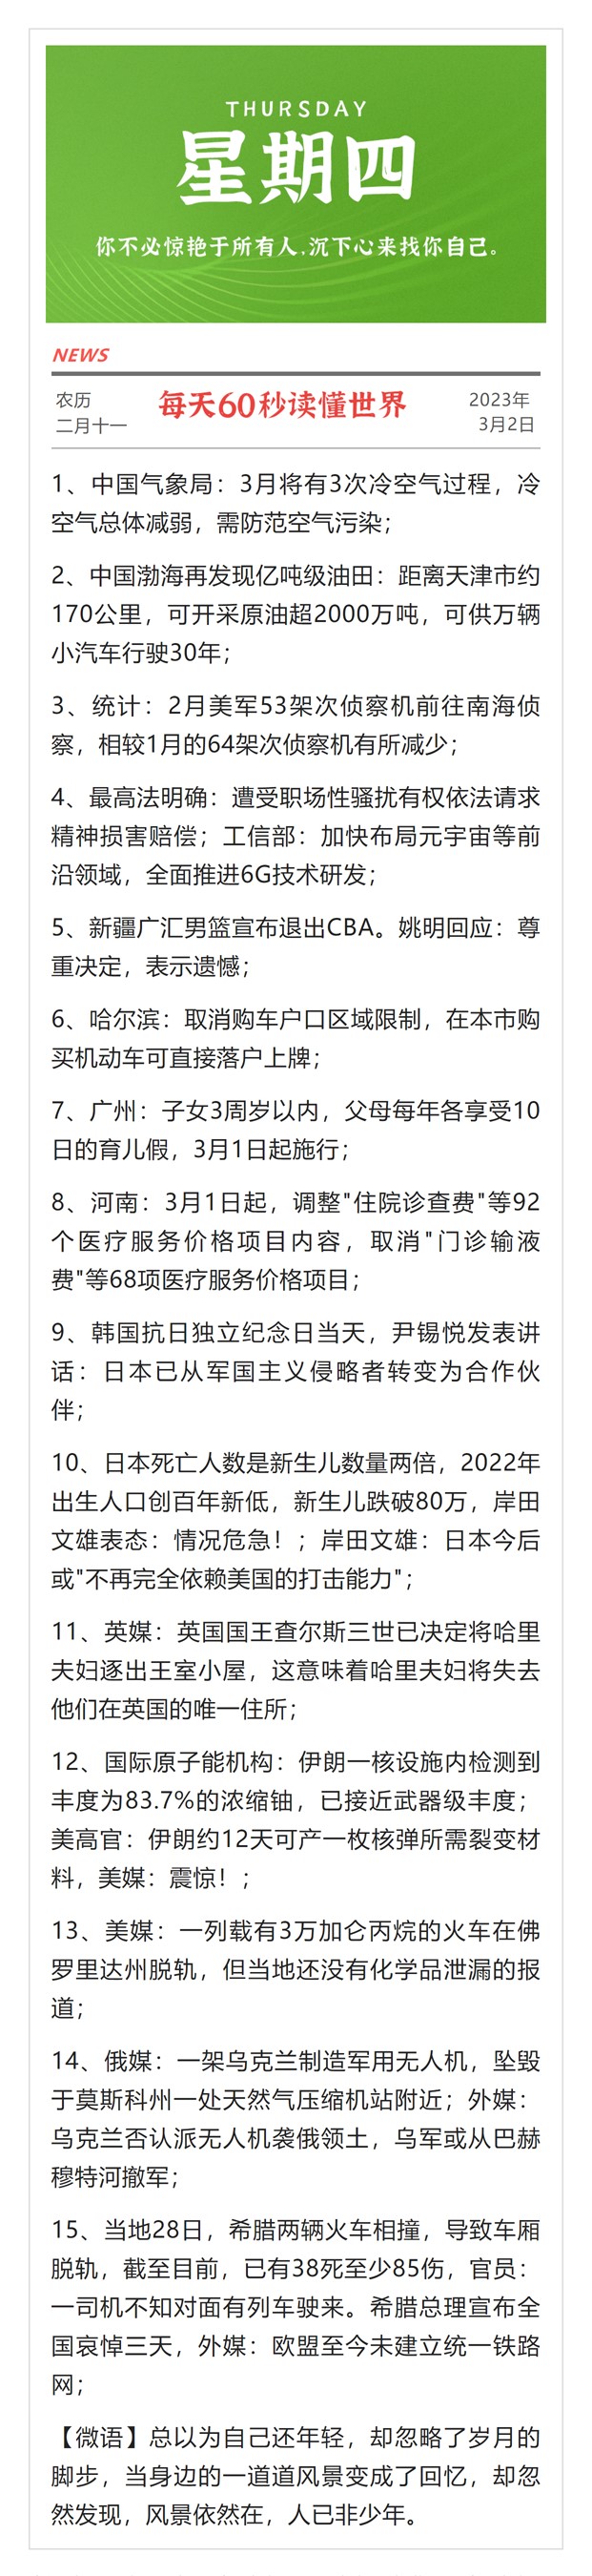 THURSDAY
星期四
你不必惊艳于所有人,沉下心来找你自己。
NEWS
农历
二月十一
每天60秒读懂世界
2023年
3月2日
1、中国气象局：3月将有3次冷空气过程，冷
空气总体减弱，需防范空气污染；
2、中国渤海再发现亿吨级油田：距离天津市约
170公里，可开采原油超2000万吨，可供万辆
小汽车行驶30年；
3、统计：2月美军53架次侦察机前往南海侦
察，相较1月的64架次侦察机有所减少；
4、最高法明确：遭受职场性骚扰有权依法请求
精神损害赔偿；工信部：加快布局元宇宙等前
沿领域，全面推进6G技术研发；
5、新疆广汇男篮宣布退出CBA。姚明回应：尊
重决定，表示遗憾；
6、哈尔滨：取消购车户口区域限制，在本市购
买机动车可直接落户上牌；
7、广州：子女3周岁以内，父母每年各享受10
日的育儿假，3月1日起施行；
8、河南：3月1日起，调整"住院诊查费"等92
个医疗服务价格项目内容，取消"门诊输液
费"等68项医疗服务价格项目；
9、韩国抗日独立纪念日当天，尹锡悦发表讲
话：日本已从军国主义侵略者转变为合作伙
伴；
10、日本死亡人数是新生儿数量两倍，2022年
出生人口创百年新低，新生儿跌破80万，岸田
文雄表态：情况危急！；岸田文雄：日本今后
或"不再完全依赖美国的打击能力"；
11、英媒：英国国王查尔斯三世已决定将哈里
夫妇逐出王室小屋，这意味着哈里夫妇将失去
他们在英国的唯一住所；
12、国际原子能机构：伊朗一核设施内检测到
丰度为83.7%的浓缩铀，已接近武器级丰度；
美高官：伊朗约12天可产一枚核弹所需裂变材
料，美媒：震惊！；
13、美媒：一列载有3万加仑丙烷的火车在佛
罗里达州脱轨，但当地还没有化学品泄漏的报
道；
14、俄媒：一架乌克兰制造军用无人机，坠毁
于莫斯科州一处天然气压缩机站附近；外媒：
乌克兰否认派无人机袭俄领土，乌军或从巴赫
穆特河撤军；
15、当地28日，希腊两辆火车相撞，导致车厢
脱轨，截至目前，已有38死至少85伤，官员：
一司机不知对面有列车驶来。希腊总理宣布全
国哀悼三天，外媒：欧盟至今未建立统一铁路
网；
【微语】总以为自己还年轻，却忽略了岁月的
脚步，当身边的一道道风景变成了回忆，却忽
然发现，风景依然在，人已非少年。